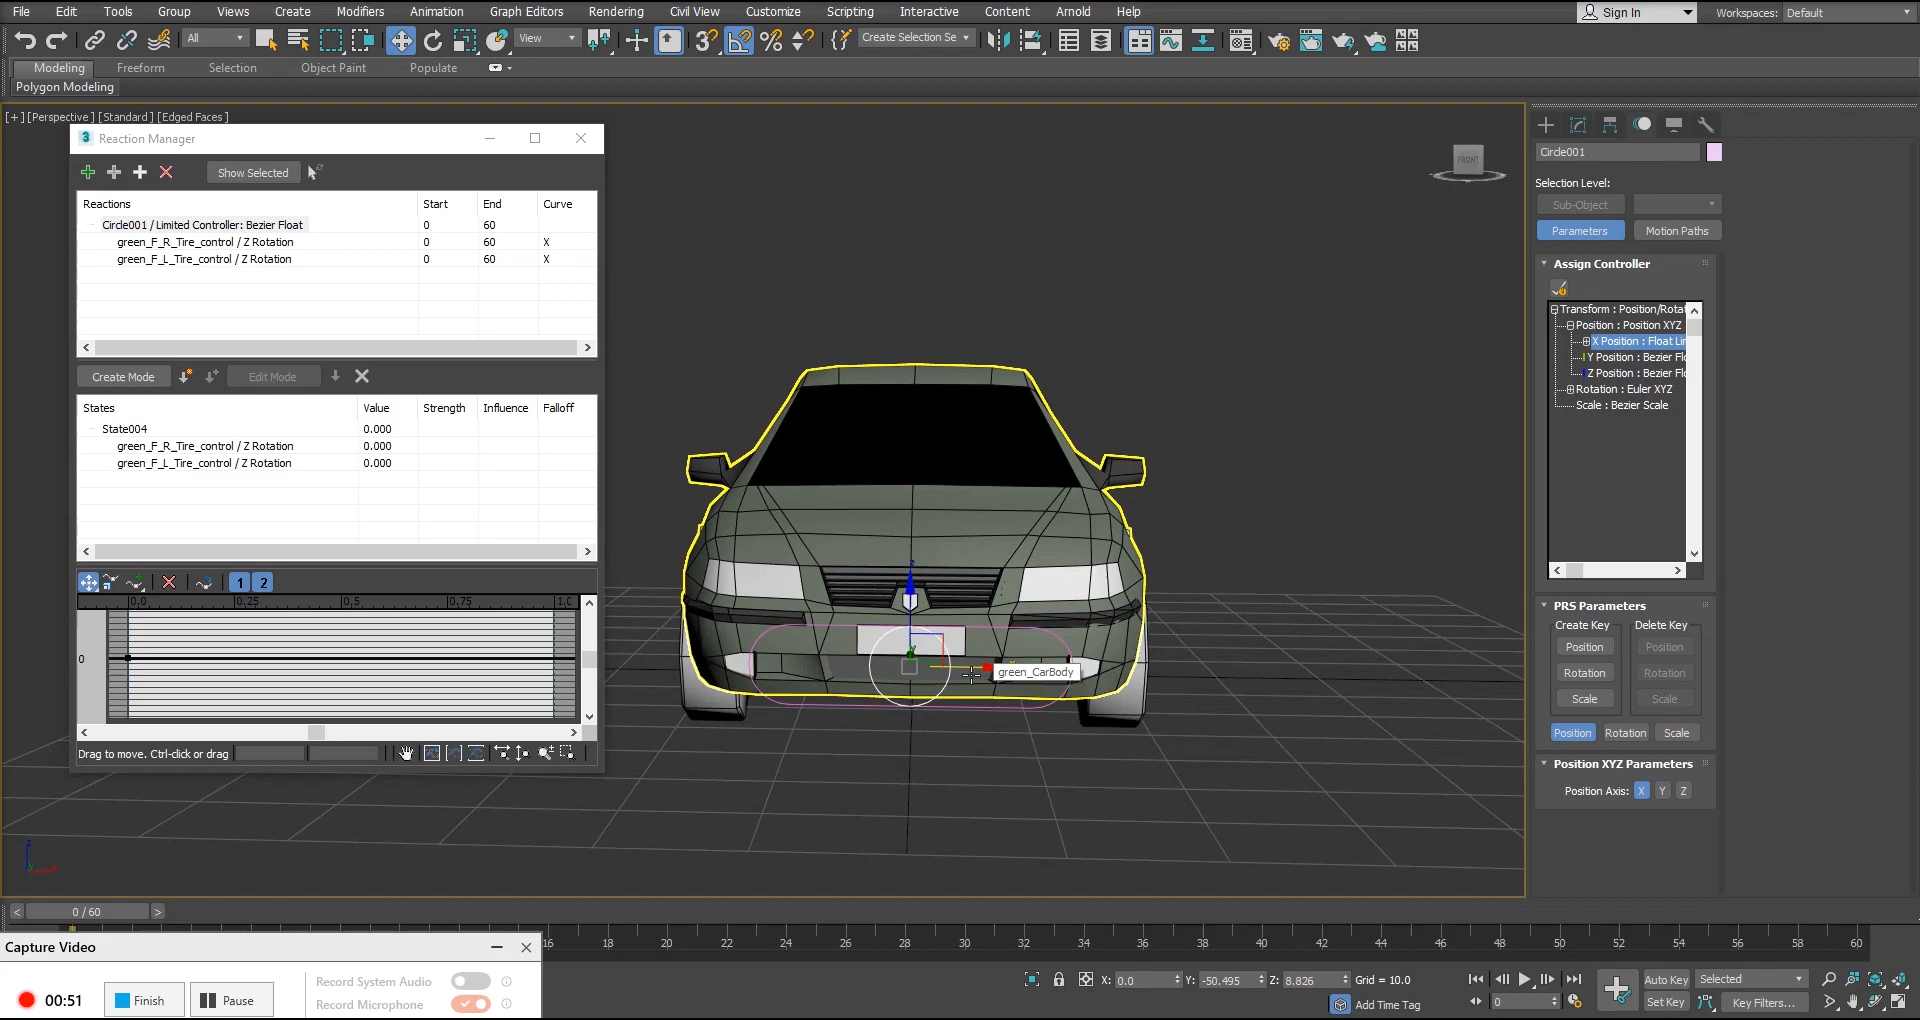 File Edit Tools Group Views Create Modifiers Animation Graph Editors Rendering Civil View Customize Scripting Interactive Content Arnold Help Sign In Workspaces: Default
All View Create Selection Se
Modeling Freeform Selection Object Paint Populate
Polygon Modeling
[+] [Perspective] [Standard] [Edged Faces]
3 Reaction Manager
Show Selected
Reactions Start End Curve
Circle001 / Limited Controller: Bezier Float 0 60
green_F_R_Tire_control / Z Rotation 0 60 X
green_F_L_Tire_control / Z Rotation 0 60 X
Create Mode Edit Mode
States Value Strength Influence Falloff
State004 0.000
green_F_R_Tire_control / Z Rotation 0.000
green_F_L_Tire_control / Z Rotation 0.000
1 2
0,0 0,25 0,5 0,75 1,0
0
Drag to move. Ctrl-click or drag
FRONT
green_CarBody
Circle001
Selection Level:
Sub-Object
Parameters Motion Paths
Assign Controller
Transform : Position/Rotat
Position : Position XYZ
X Position : Float Lin
Y Position : Bezier Flo
Z Position : Bezier Flo
Rotation : Euler XYZ
Scale : Bezier Scale
PRS Parameters
Create Key Delete Key
Position Position
Rotation Rotation
Scale Scale
Position Rotation Scale
Position XYZ Parameters
Position Axis: X Y Z
< 0 / 60 >
16 18 20 22 24 26 28 30 32 34 36 38 40 42 44 46 48 50 52 54 56 58 60
Capture Video
00:51 Finish Pause
Record System Audio
Record Microphone
X: 0.0 Y: -50.495 Z: 8.826 Grid = 10.0
Add Time Tag
0
Auto Key Selected
Set Key Key Filters...